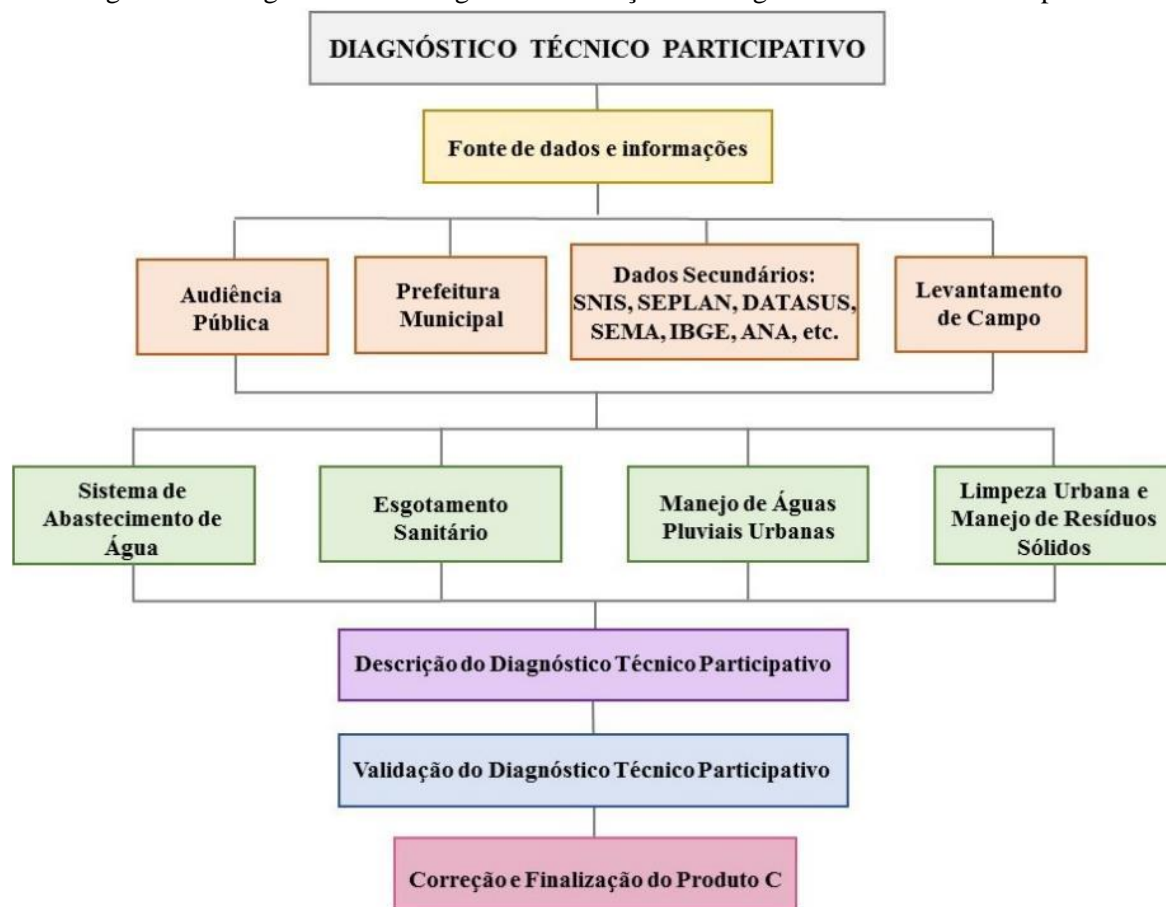 DIAGNÓSTICO TÉCNICO PARTICIPATIVO
Fonte de dados e informações
Audiência
Pública
Prefeitura
Municipal
Dados Secundários:
SNIS, SEPLAN, DATASUS,
SEMA, IBGE, ANA, etc.
Levantamento
de Campo
Sistema de
Abastecimento de
Água
Esgotamento
Sanitário
Manejo de Águas
Pluviais Urbanas
Limpeza Urbana e
Manejo de Resíduos
Sólidos
Descrição do Diagnóstico Técnico Participativo
Validação do Diagnóstico Técnico Participativo
Correção e Finalização do Produto C